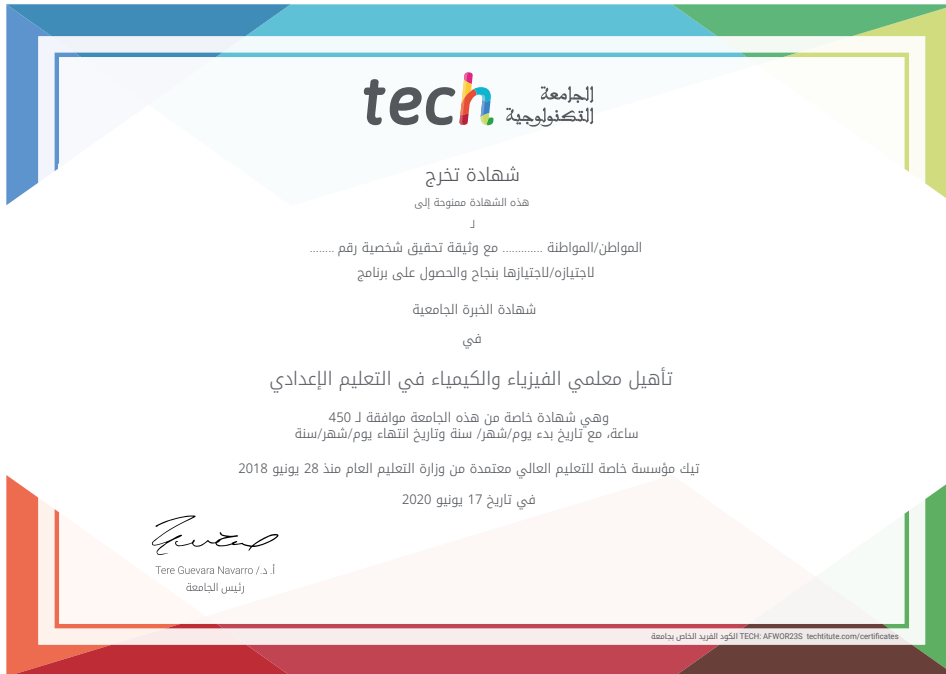 tech الجامعة
التكنولوجية
شهادة تخرج
هذه الشهادة ممنوحة إلى
لـ
المواطن/المواطنة ............. مع وثيقة تحقيق شخصية رقم ........
لاجتيازه/لاجتيازها بنجاح والحصول على برنامج
شهادة الخبرة الجامعية
في
تأهيل معلمي الفيزياء والكيمياء في التعليم الإعدادي
وهي شهادة خاصة من هذه الجامعة موافقة لـ 450
ساعة، مع تاريخ بدء يوم/شهر/ سنة وتاريخ انتهاء يوم/شهر/سنة
تيك مؤسسة خاصة للتعليم العالي معتمدة من وزارة التعليم العام منذ 28 يونيو 2018
في تاريخ 17 يونيو 2020
أ. د./ Tere Guevara Navarro
رئيس الجامعة
الكود الفريد الخاص بجامعة TECH: AFWOR23S techtitute.com/certificates